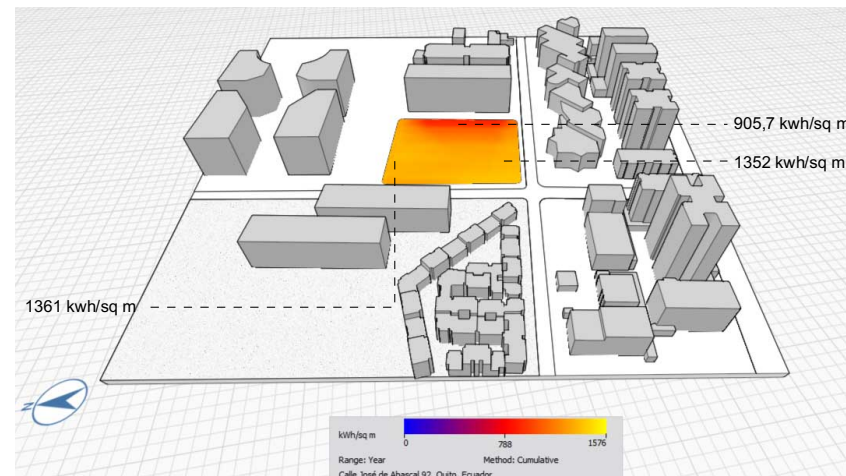 905,7 kwh/sq m
1352 kwh/sq m
1361 kwh/sq m
N
kWh/sq m
0 788 1576
Range: Year Method: Cumulative
Calle José de Abascal 92, Quito, Ecuador